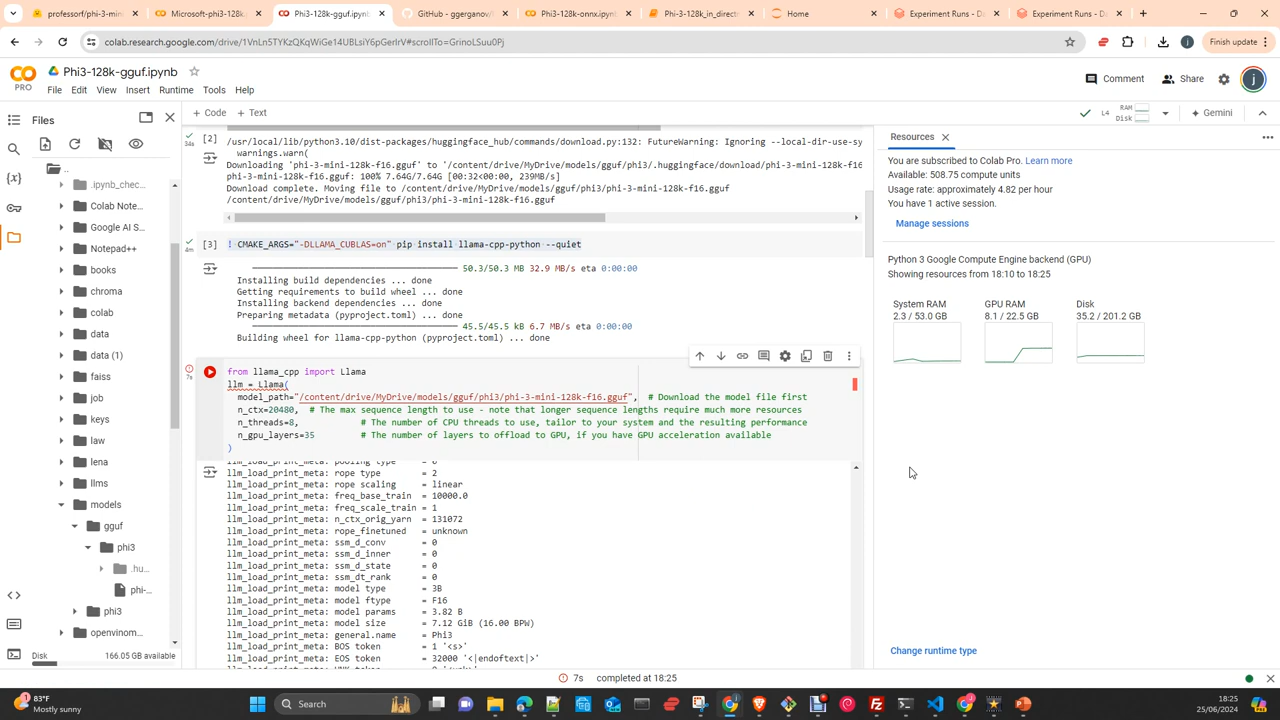 professorf/phi-3-mini
Microsoft-phi3-128k.
Phi3-128k-gguf.ipynb
GitHub - ggerganov/l
Phi3-128k-onnx.ipynb
Phi3-128k_in_directm
Home
Experiment Runs - Da
Experiment Runs - Da
colab.research.google.com/drive/1VnLn5TYKzQKqWiGe14UBLsiY6pGerIrV#scrollTo=GrinoLSuu0Pj
Finish update
PRO
Phi3-128k-gguf.ipynb
Comment
Share
File Edit View Insert Runtime Tools Help
Files
+ Code + Text
L4
RAM
Disk
Gemini
..
.ipynb_chec...
Colab Note...
Google AI S...
Notepad++
books
chroma
colab
data
data (1)
faiss
job
keys
law
lena
llms
models
gguf
phi3
.hu...
phi-...
phi3
openvinom...
Disk 166.05 GB available
[2]
34s
/usr/local/lib/python3.10/dist-packages/huggingface_hub/commands/download.py:132: FutureWarning: Ignoring --local-dir-use-sy
warnings.warn(
Downloading 'phi-3-mini-128k-f16.gguf' to '/content/drive/MyDrive/models/gguf/phi3/.huggingface/download/phi-3-mini-128k-f16
phi-3-mini-128k-f16.gguf: 100% 7.64G/7.64G [00:32<00:00, 239MB/s]
Download complete. Moving file to /content/drive/MyDrive/models/gguf/phi3/phi-3-mini-128k-f16.gguf
/content/drive/MyDrive/models/gguf/phi3/phi-3-mini-128k-f16.gguf
[3] ! CMAKE_ARGS="-DLLAMA_CUBLAS=on" pip install llama-cpp-python --quiet
4m
50.3/50.3 MB 32.9 MB/s eta 0:00:00
Installing build dependencies ... done
Getting requirements to build wheel ... done
Installing backend dependencies ... done
Preparing metadata (pyproject.toml) ... done
45.5/45.5 kB 6.7 MB/s eta 0:00:00
Building wheel for llama-cpp-python (pyproject.toml) ... done
7s
from llama_cpp import Llama
llm = Llama(
model_path="/content/drive/MyDrive/models/gguf/phi3/phi-3-mini-128k-f16.gguf", # Download the model file first
n_ctx=20480, # The max sequence length to use - note that longer sequence lengths require much more resources
n_threads=8, # The number of CPU threads to use, tailor to your system and the resulting performance
n_gpu_layers=35 # The number of layers to offload to GPU, if you have GPU acceleration available
)
llm_load_print_meta: pooling type = 0
llm_load_print_meta: rope type = 2
llm_load_print_meta: rope scaling = linear
llm_load_print_meta: freq_base_train = 10000.0
llm_load_print_meta: freq_scale_train = 1
llm_load_print_meta: n_ctx_orig_yarn = 131072
llm_load_print_meta: rope_finetuned = unknown
llm_load_print_meta: ssm_d_conv = 0
llm_load_print_meta: ssm_d_inner = 0
llm_load_print_meta: ssm_d_state = 0
llm_load_print_meta: ssm_dt_rank = 0
llm_load_print_meta: model type = 3B
llm_load_print_meta: model ftype = F16
llm_load_print_meta: model params = 3.82 B
llm_load_print_meta: model size = 7.12 GiB (16.00 BPW)
llm_load_print_meta: general.name = Phi3
llm_load_print_meta: BOS token = 1 '<s>'
llm_load_print_meta: EOS token = 32000 '<|endoftext|>'
Resources
You are subscribed to Colab Pro. Learn more
Available: 508.75 compute units
Usage rate: approximately 4.82 per hour
You have 1 active session.
Manage sessions
Python 3 Google Compute Engine backend (GPU)
Showing resources from 18:10 to 18:25
System RAM
2.3 / 53.0 GB
GPU RAM
8.1 / 22.5 GB
Disk
35.2 / 201.2 GB
Change runtime type
7s completed at 18:25
83°F
Mostly sunny
Search
18:25
25/06/2024